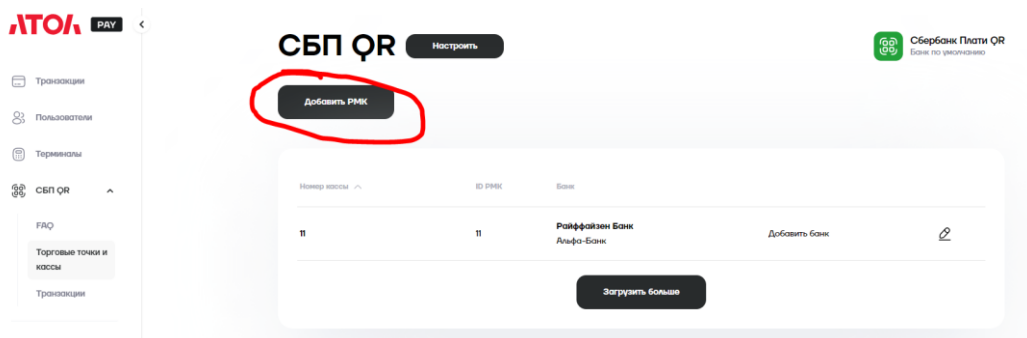 АТОЛ PAY
СБП QR Настроить
Сбербанк Плати QR
Банк по умолчанию
Транзакции
Добавить РМК
Пользователи
Терминалы
СБП QR
FAQ
Торговые точки и
кассы
Транзакции
Номер кассы ID РМК Банк
11 11 Райффайзен Банк Добавить банк
Альфа-Банк
Загрузить больше